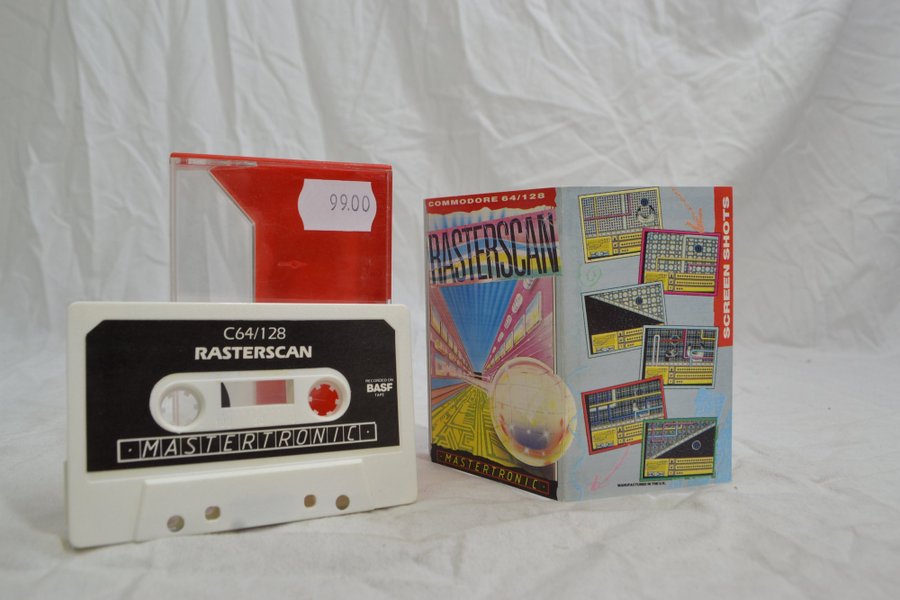 99.00
C64/128
RASTERSCAN
RECORDED ON
BASF
TAPE
·MASTERTRONIC·
COMMODORE 64/128
RASTERSCAN
·MASTERTRONIC·
SCREEN SHOTS
MANUFACTURED IN THE U.K.